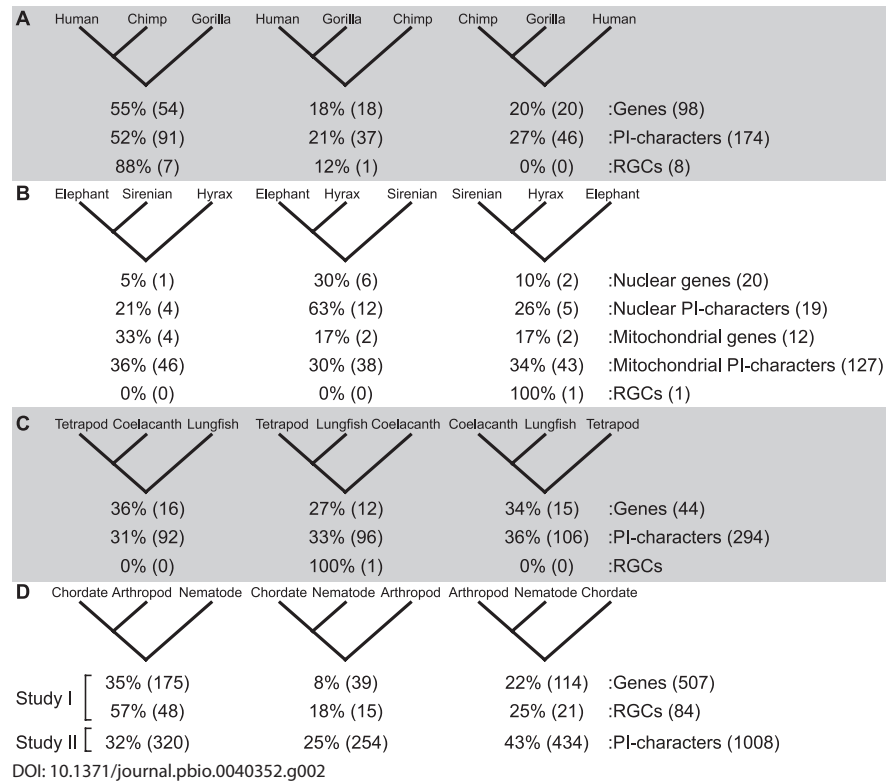 A Human Chimp Gorilla Human Gorilla Chimp Chimp Gorilla Human
55% (54) 18% (18) 20% (20) :Genes (98)
52% (91) 21% (37) 27% (46) :PI-characters (174)
88% (7) 12% (1) 0% (0) :RGCs (8)
B Elephant Sirenian Hyrax Elephant Hyrax Sirenian Sirenian Hyrax Elephant
5% (1) 30% (6) 10% (2) :Nuclear genes (20)
21% (4) 63% (12) 26% (5) :Nuclear PI-characters (19)
33% (4) 17% (2) 17% (2) :Mitochondrial genes (12)
36% (46) 30% (38) 34% (43) :Mitochondrial PI-characters (127)
0% (0) 0% (0) 100% (1) :RGCs (1)
C Tetrapod Coelacanth Lungfish Tetrapod Lungfish Coelacanth Coelacanth Lungfish Tetrapod
36% (16) 27% (12) 34% (15) :Genes (44)
31% (92) 33% (96) 36% (106) :PI-characters (294)
0% (0) 100% (1) 0% (0) :RGCs
D Chordate Arthropod Nematode Chordate Nematode Arthropod Arthropod Nematode Chordate
Study I
35% (175) 8% (39) 22% (114) :Genes (507)
57% (48) 18% (15) 25% (21) :RGCs (84)
Study II 32% (320) 25% (254) 43% (434) :PI-characters (1008)
DOI: 10.1371/journal.pbio.0040352.g002